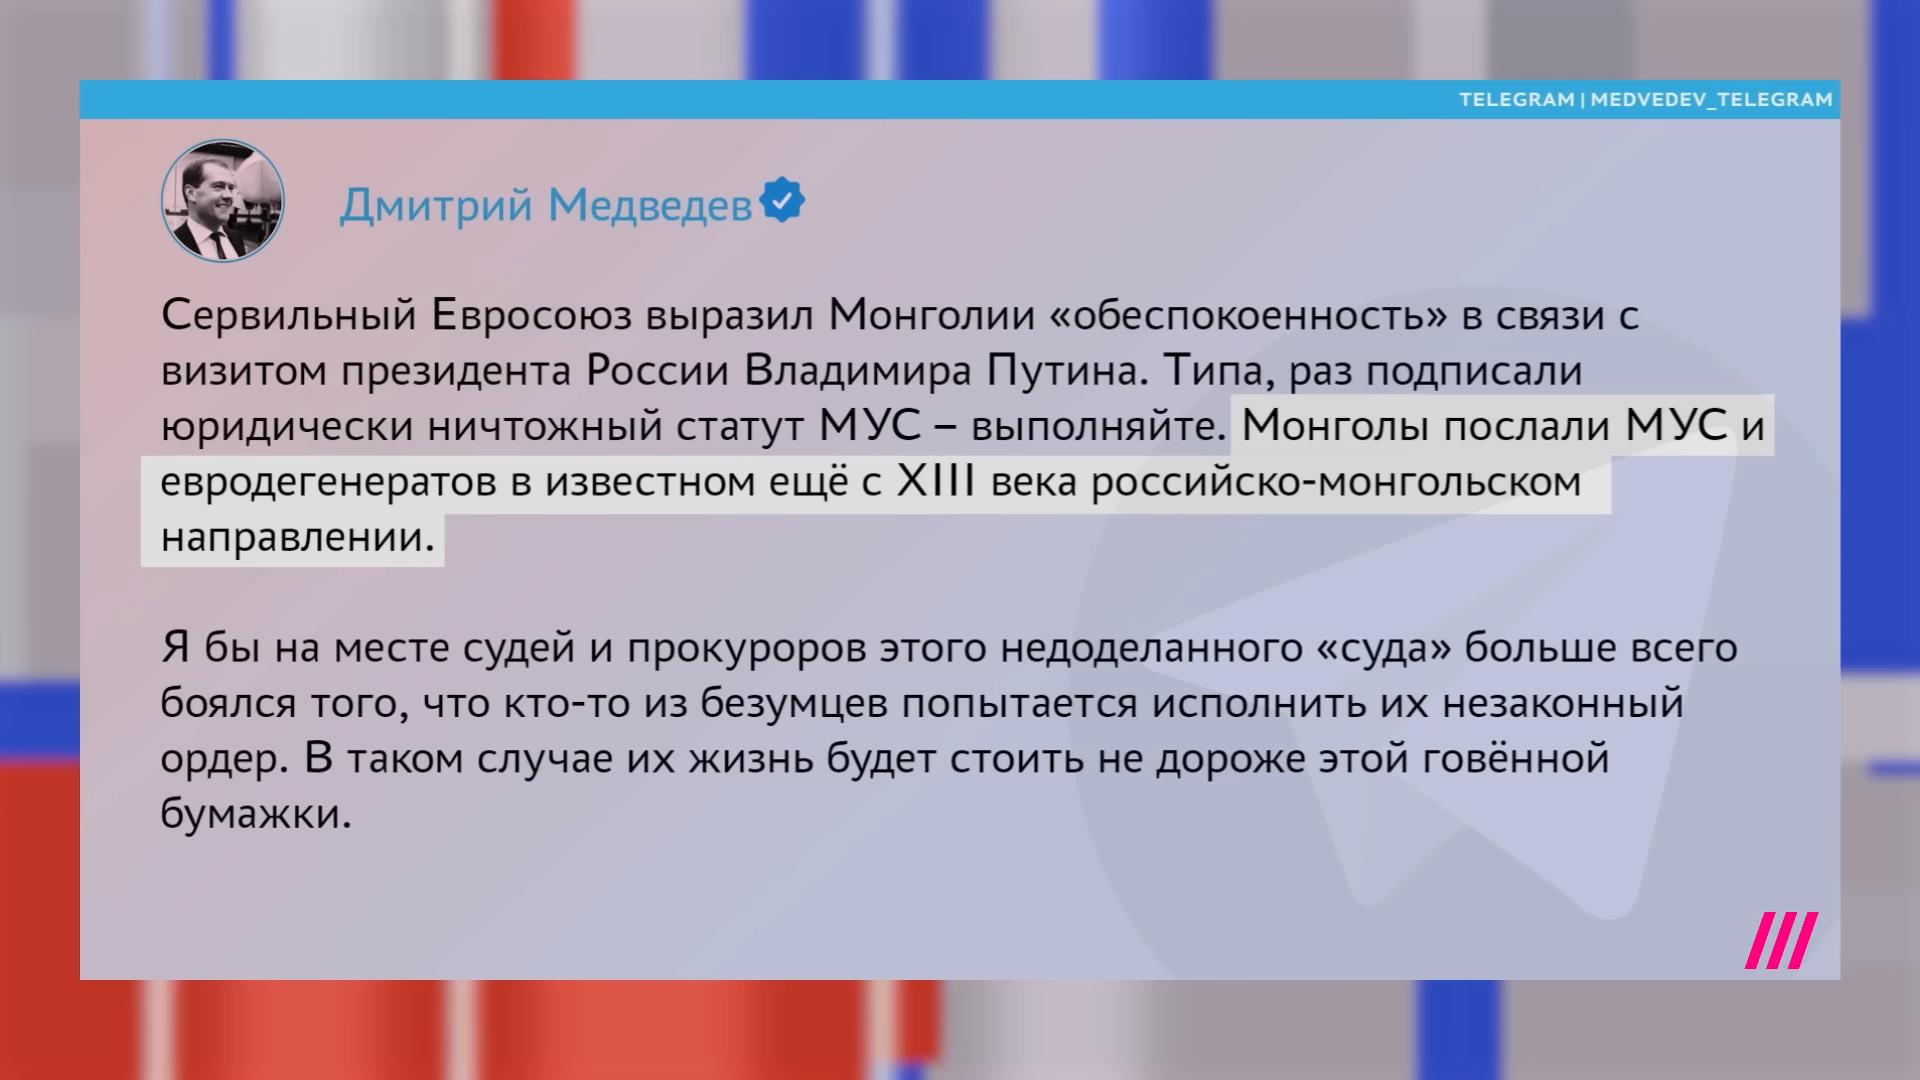 TELEGRAM | MEDVEDEV_TELEGRAM
Дмитрий Медведев
Сервильный Евросоюз выразил Монголии «обеспокоенность» в связи с
визитом президента России Владимира Путина. Типа, раз подписали
юридически ничтожный статут МУС – выполняйте. Монголы послали МУС и
евродегенератов в известном ещё с XIII века российско-монгольском
направлении.
Я бы на месте судей и прокуроров этого недоделанного «суда» больше всего
боялся того, что кто-то из безумцев попытается исполнить их незаконный
ордер. В таком случае их жизнь будет стоить не дороже этой говённой
бумажки.